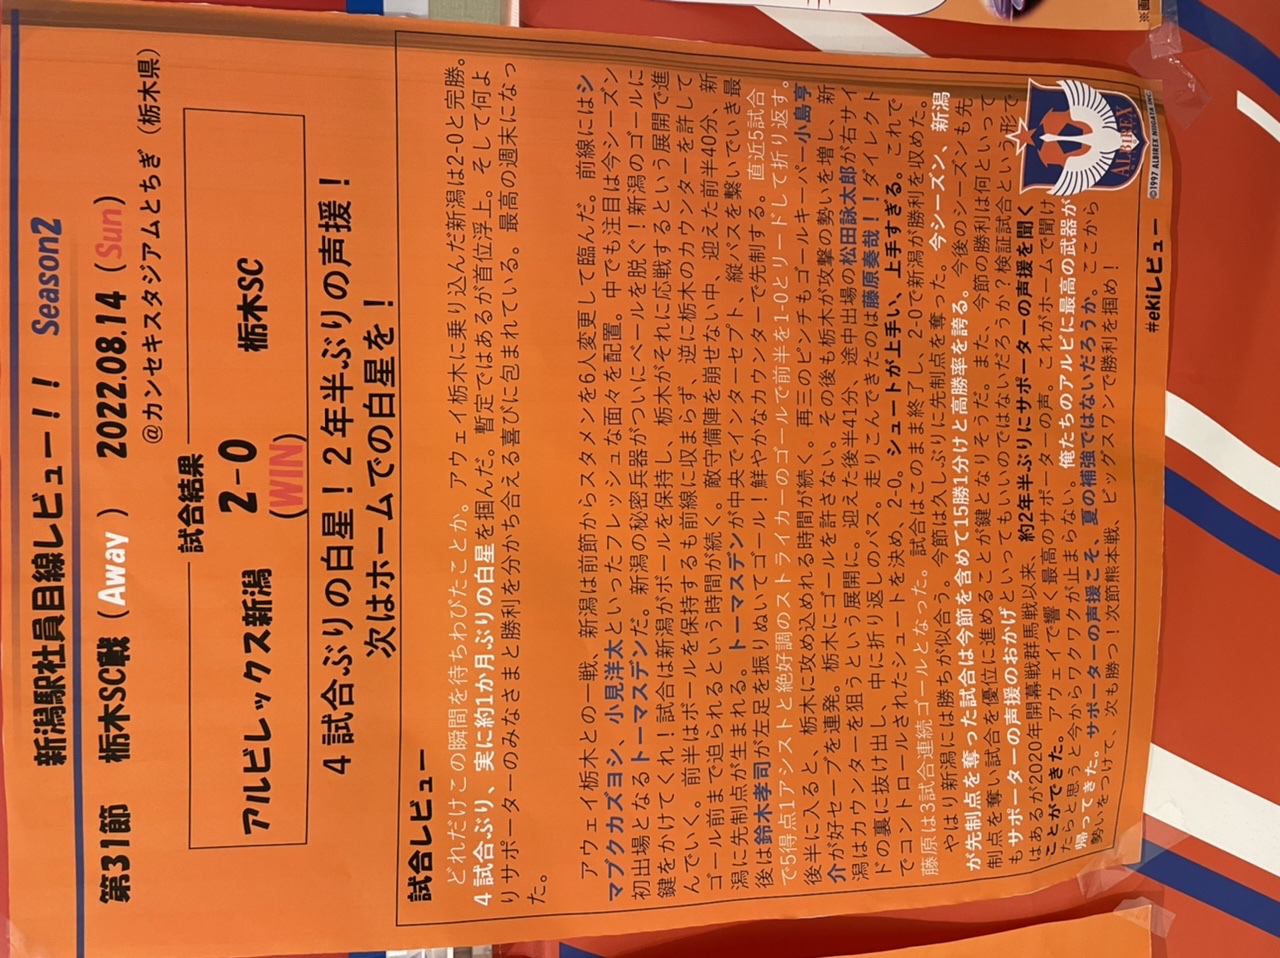 新潟駅社員目線レビュー！！ Season2
第31節 栃木SC戦（Away） 2022.08.14（Sun）
@カンセキスタジアムとちぎ（栃木県）
試合結果
アルビレックス新潟 2-0 栃木SC
(WIN)
４試合ぶりの白星！２年半ぶりの声援！
次はホームでの白星を！
試合レビュー
どれだけこの瞬間を待ちわびたことか。アウェイ栃木に乗り込んだ新潟は2-0と完勝。
４試合ぶり、実に約1か月ぶりの白星を掴んだ。暫定ではあるが首位浮上。そして何よ
りサポーターのみなさまと勝利を分かち合える喜びに包まれている。最高の週末になっ
た。
アウェイ栃木との一戦、新潟は前節からスタメンを6人変更して臨んだ。前線にはシ
マブクカズヨシ、小見洋太といったフレッシュな面々を配置。中でも注目は今シーズン
初出場となるトーマスデンだ。新潟の秘密兵器がついにベールを脱ぐ！新潟のゴールに
鍵をかけてくれ！試合は新潟がボールを保持し、栃木がそれに応戦するという展開で進
んでいく。前半はボールを保持するも前線に収まらず、逆に栃木のカウンターを許して
ゴール前まで迫られるという時間が続く。敵守備陣を崩せない中、迎えた前半40分、新
潟に先制点が生まれる。トーマスデンが中央でインターセプト、縦パスを繋いでいき最
後は鈴木孝司が左足を振りぬいてゴール！鮮やかなカウンターで先制する。 直近5試合
で5得点1アシストと絶好調のストライカーのゴールで前半を1-0とリードして折り返す。
後半に入ると、栃木に攻め込めれる時間が続く。再三のピンチもゴールキーパー小島亨
介が好セーブを連発。栃木にゴールを許さない。その後も栃木が攻撃の勢いを増し、新
潟はカウンターを狙うという展開に。迎えた後半41分、途中出場の松田詠太郎が右サイ
ドの裏に抜け出し、中に折り返しのパス。走りこんできたのは藤原奏哉！！ダイレクト
でコントロールされたシュートを決め、2-0。シュートが上手い、上手すぎる。これで
藤原は3試合連続ゴールとなった。試合はこのまま終了し、2-0で新潟が勝利を収めた。
やはり新潟には勝ちが似合う。今節は久しぶりに先制点を奪った。今シーズン、新潟
が先制点を奪った試合は今節を含めて15勝1分けと高勝率を誇る。今後のシーズンも先
制点を奪い試合を優位に進めることが鍵となりそうだ。また、今節の勝利は何といって
もサポーターの声援のおかげといってもいいのではないだろうか？検証試合という形で
はあるが2020年開幕戦群馬戦以来、約2年半ぶりにサポーターの声援を聞く
ことができた。アウェイで響く最高のサポーターの声。これがホームで聞け
たらと思うと今からワクワクが止まらない。俺たちのアルビに最高の武器が
帰ってきた。サポーターの声援こそ、夏の補強ではないだろうか。ここから
勢いをつけて、次も勝つ！次節熊本戦、ビッグスワンで勝利を掴め！
ALBIREX
©1997 ALBIREX NIIGATA INC.
#ekiレビュー